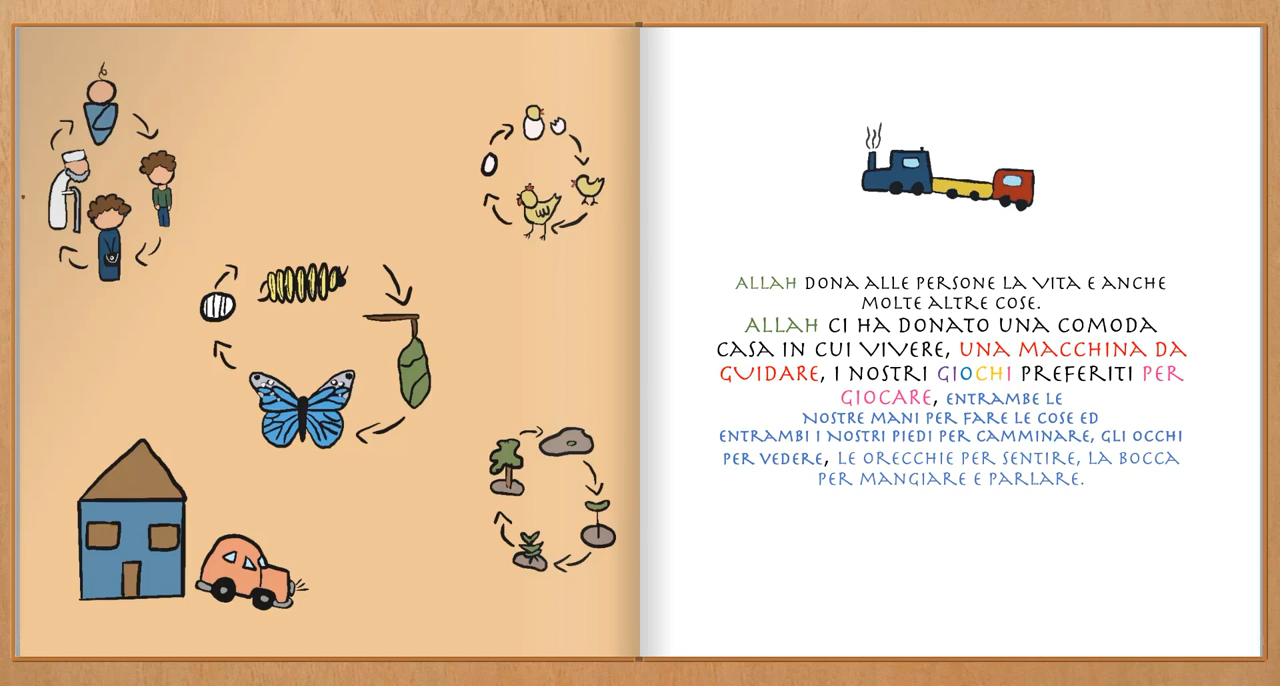 ALLAH DONA ALLE PERSONE LA VITA E ANCHE
MOLTE ALTRE COSE.
ALLAH CI HA DONATO UNA COMODA
CASA IN CUI VIVERE, UNA MACCHINA DA
GUIDARE, I NOSTRI GIOCHI PREFERITI PER
GIOCARE, ENTRAMBE LE
NOSTRE MANI PER FARE LE COSE ED
ENTRAMBI I NOSTRI PIEDI PER CAMMINARE, GLI OCCHI
PER VEDERE, LE ORECCHIE PER SENTIRE, LA BOCCA
PER MANGIARE E PARLARE.